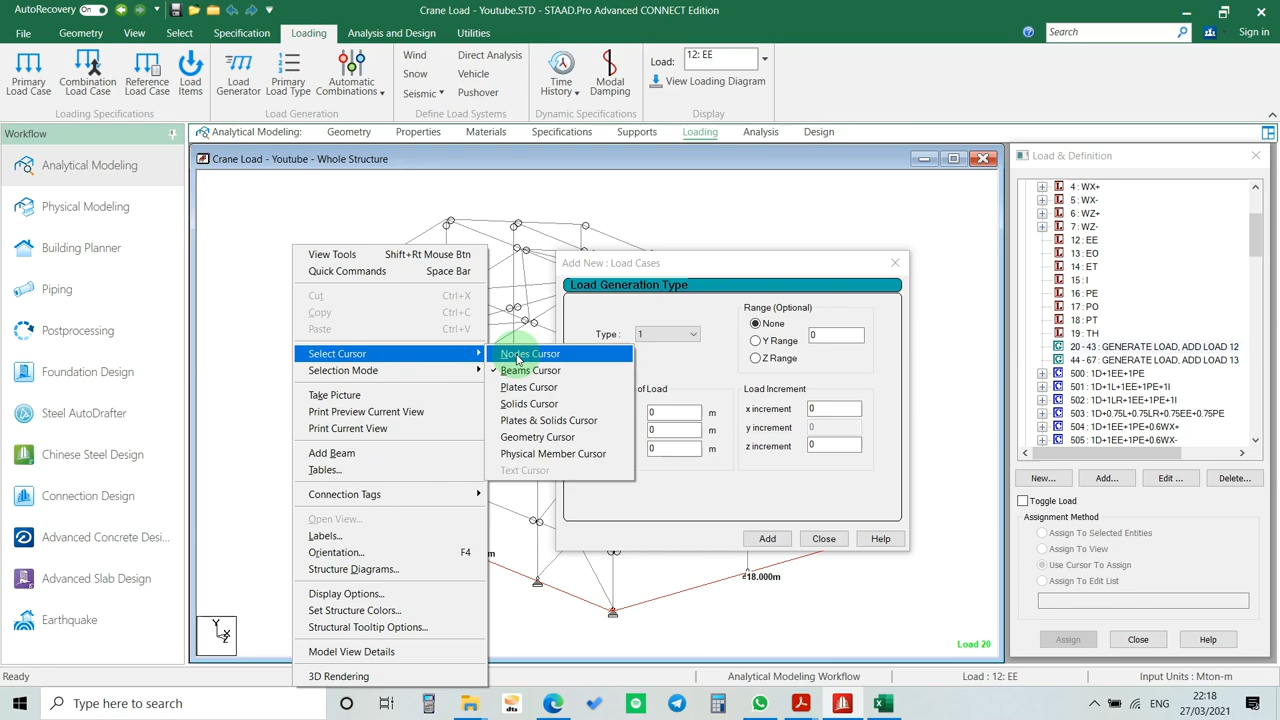 AutoRecovery On
Crane Load - Youtube.STD - STAAD.Pro Advanced CONNECT Edition
File
Geometry
View
Select
Specification
Loading
Analysis and Design
Utilities
Search
Sign in
Primary Load Case
Combination Load Case
Reference Load Case
Load Items
Load Generator
Primary Load Type
Automatic Combinations
Wind
Snow
Seismic
Direct Analysis
Vehicle
Pushover
Time History
Modal Damping
Load: 12: EE
View Loading Diagram
Loading Specifications
Load Generation
Define Load Systems
Dynamic Specifications
Display
Workflow
Analytical Modeling:
Geometry
Properties
Materials
Specifications
Supports
Loading
Analysis
Design
Analytical Modeling
Physical Modeling
Building Planner
Piping
Postprocessing
Foundation Design
Steel AutoDrafter
Chinese Steel Design
Connection Design
Advanced Concrete Desi...
Advanced Slab Design
Earthquake
Crane Load - Youtube - Whole Structure
View Tools Shift+Rt Mouse Btn
Quick Commands Space Bar
Cut Ctrl+X
Copy Ctrl+C
Paste Ctrl+V
Select Cursor
Selection Mode
Take Picture
Print Preview Current View
Print Current View
Add Beam
Tables...
Connection Tags
Open View...
Labels...
Orientation... F4
Structure Diagrams...
Display Options...
Set Structure Colors...
Structural Tooltip Options...
Model View Details
3D Rendering
Nodes Cursor
Beams Cursor
Plates Cursor
Solids Cursor
Plates & Solids Cursor
Geometry Cursor
Physical Member Cursor
Text Cursor
Add New : Load Cases
Load Generation Type
Type : 1
Range (Optional)
None 0
Y Range
Z Range
of Load
0 m
0 m
0 m
Load Increment
x increment 0
y increment 0
z increment 0
Add
Close
Help
m
18.000m
Y
X
Z
Load 20
Load & Definition
4 : WX+
5 : WX-
6 : WZ+
7 : WZ-
12 : EE
13 : EO
14 : ET
15 : I
16 : PE
17 : PO
18 : PT
19 : TH
20 - 43 : GENERATE LOAD, ADD LOAD 12
44 - 67 : GENERATE LOAD, ADD LOAD 13
500 : 1D+1EE+1PE
501 : 1D+1L+1EE+1PE+1I
502 : 1D+1LR+1EE+1PE+1I
503 : 1D+0.75L+0.75LR+0.75EE+0.75PE
504 : 1D+1EE+1PE+0.6WX+
505 : 1D+1EE+1PE+0.6WX-
New...
Add...
Edit ...
Delete...
Toggle Load
Assignment Method
Assign To Selected Entities
Assign To View
Use Cursor To Assign
Assign To Edit List
Assign
Close
Help
Ready
Analytical Modeling Workflow
Load : 12: EE
Input Units: Mton-m
Type here to search
dts
ENG
22:18
27/03/2021